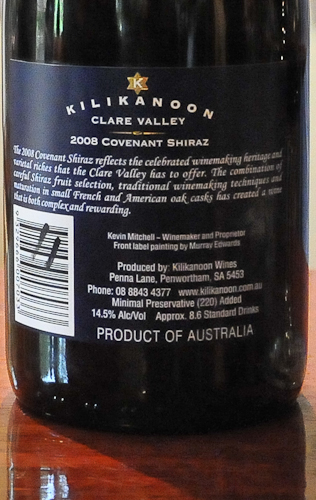 K
KILIKANOON
CLARE VALLEY
2008 COVENANT SHIRAZ
The 2008 Covenant Shiraz reflects the celebrated winemaking heritage and
varietal riches that the Clare Valley has to offer. The combination of
careful Shiraz fruit selection, traditional winemaking techniques and
maturation in small French and American oak casks has created a wine
that is both complex and rewarding.
Kevin Mitchell – Winemaker and Proprietor
Front label painting by Murray Edwards
Produced by: Kilikanoon Wines
Penna Lane, Penwortham, SA 5453
Phone: 08 8843 4377 www.kilikanoon.com.au
Minimal Preservative (220) Added
14.5% Alc/Vol Approx. 8.6 Standard Drinks
PRODUCT OF AUSTRALIA